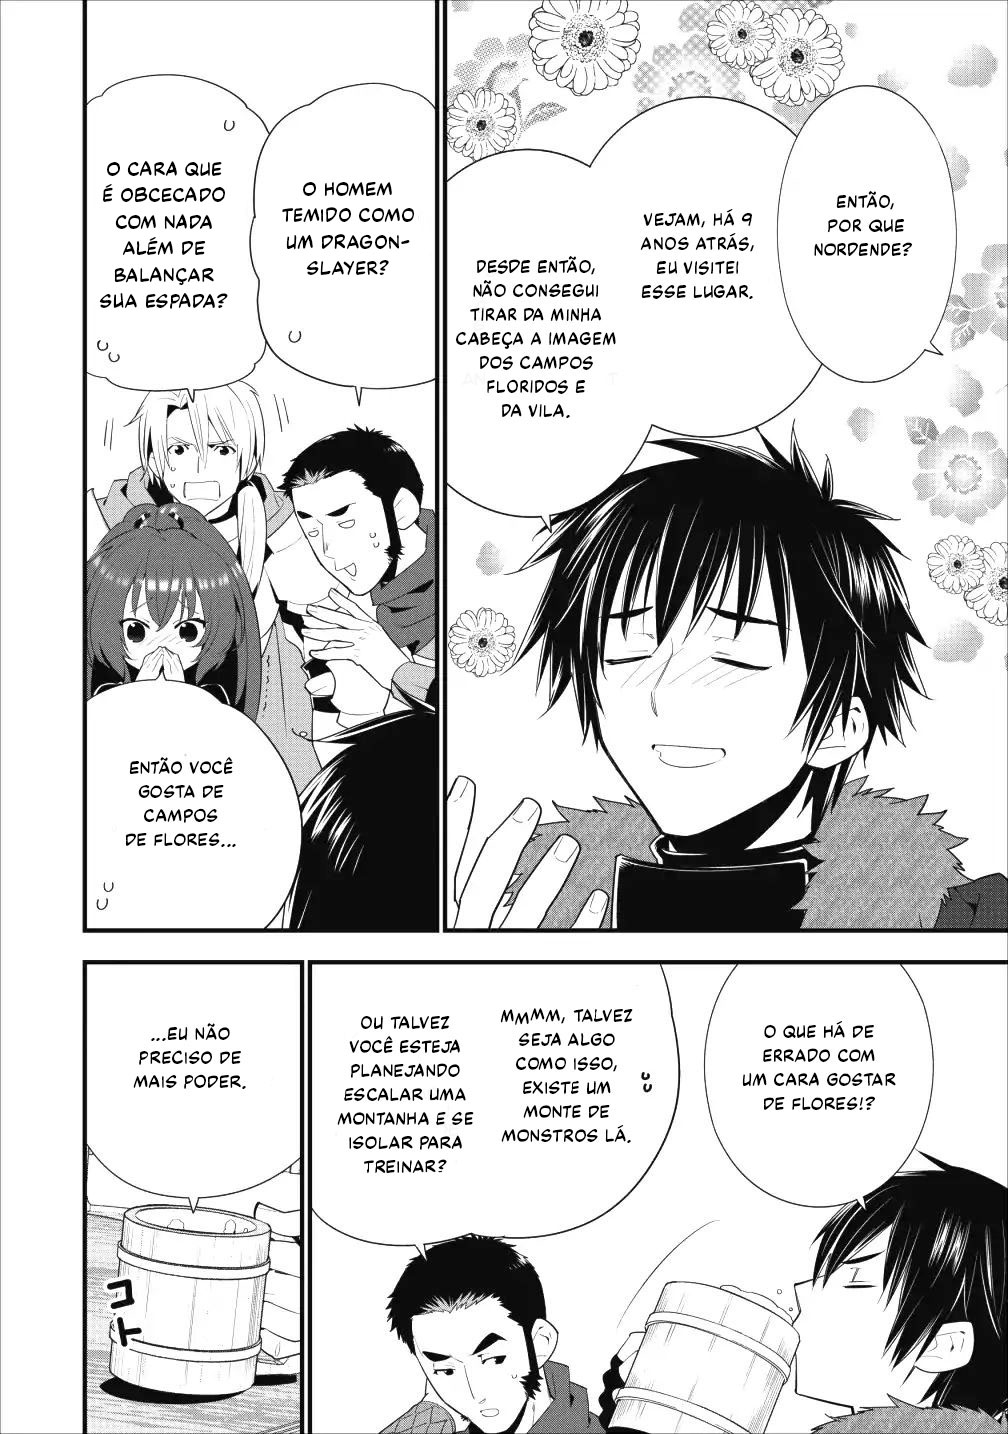 ENTÃO,
POR QUE
NORDENDE?
VEJAM, HÁ 9
ANOS ATRÁS,
EU VISITEI
ESSE LUGAR.
DESDE ENTÃO,
NÃO CONSEGUI
TIRAR DA MINHA
CABEÇA A IMAGEM
DOS CAMPOS
FLORIDOS E
DA VILA.
O HOMEM
TEMIDO COMO
UM DRAGON-
SLAYER?
O CARA QUE
É OBCECADO
COM NADA
ALÉM DE
BALANÇAR
SUA ESPADA?
ENTÃO VOCÊ
GOSTA DE
CAMPOS
DE FLORES...
O QUE HÁ DE
ERRADO COM
UM CARA GOSTAR
DE FLORES!?
MMMM, TALVEZ
SEJA ALGO
COMO ISSO,
EXISTE UM
MONTE DE
MONSTROS LÁ.
OU TALVEZ
VOCÊ ESTEJA
PLANEJANDO
ESCALAR UMA
MONTANHA E SE
ISOLAR PARA
TREINAR?
...EU NÃO
PRECISO DE
MAIS PODER.
コト